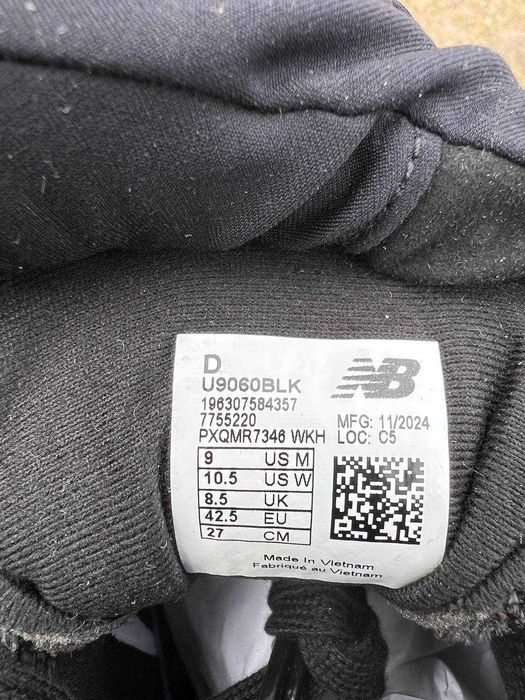 D
U9060BLK
NB
196307584357
7755220
MFG: 11/2024
PXQMR7346 WKH
LOC: C5
9 US M
10.5 US W
8.5 UK
42.5 EU
27 CM
Made In Vietnam
Fabriqué au Vietnam